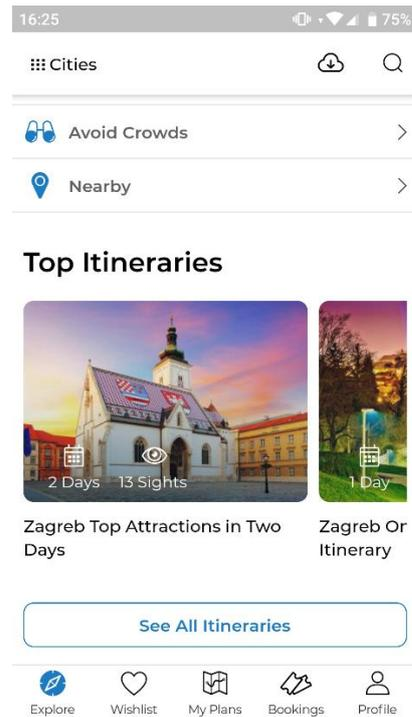 16:25
75%
Cities
Avoid Crowds
Nearby
Top Itineraries
2 Days 13 Sights
1 Day
Zagreb Top Attractions in Two
Days
Zagreb Or
Itinerary
See All Itineraries
Explore Wishlist My Plans Bookings Profile